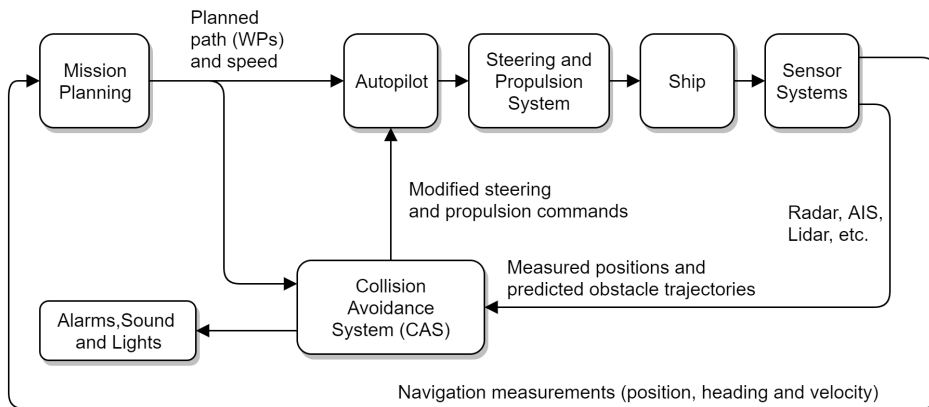 Planned
path (WPs)
and speed
Mission
Planning
Autopilot
Steering and
Propulsion
System
Ship
Sensor
Systems
Modified steering
and propulsion commands
Radar, AIS,
Lidar, etc.
Measured positions and
predicted obstacle trajectories
Collision
Avoidance
System (CAS)
Alarms,Sound
and Lights
Navigation measurements (position, heading and velocity)